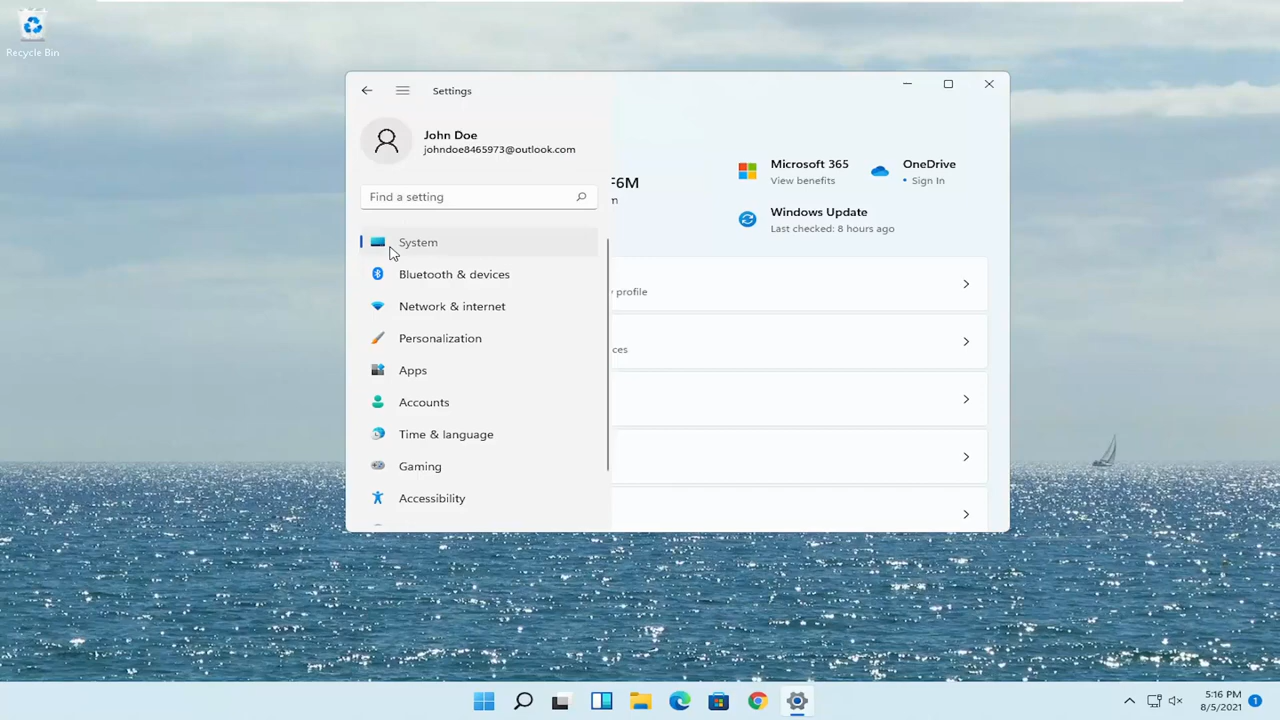 Recycle Bin
Settings
John Doe
johndoe8465973@outlook.com
Find a setting
System
Bluetooth & devices
Network & internet
Personalization
Apps
Accounts
Time & language
Gaming
Accessibility
F6M
m
Microsoft 365
View benefits
OneDrive
• Sign In
Windows Update
Last checked: 8 hours ago
profile
ces
5:16 PM
8/5/2021
1